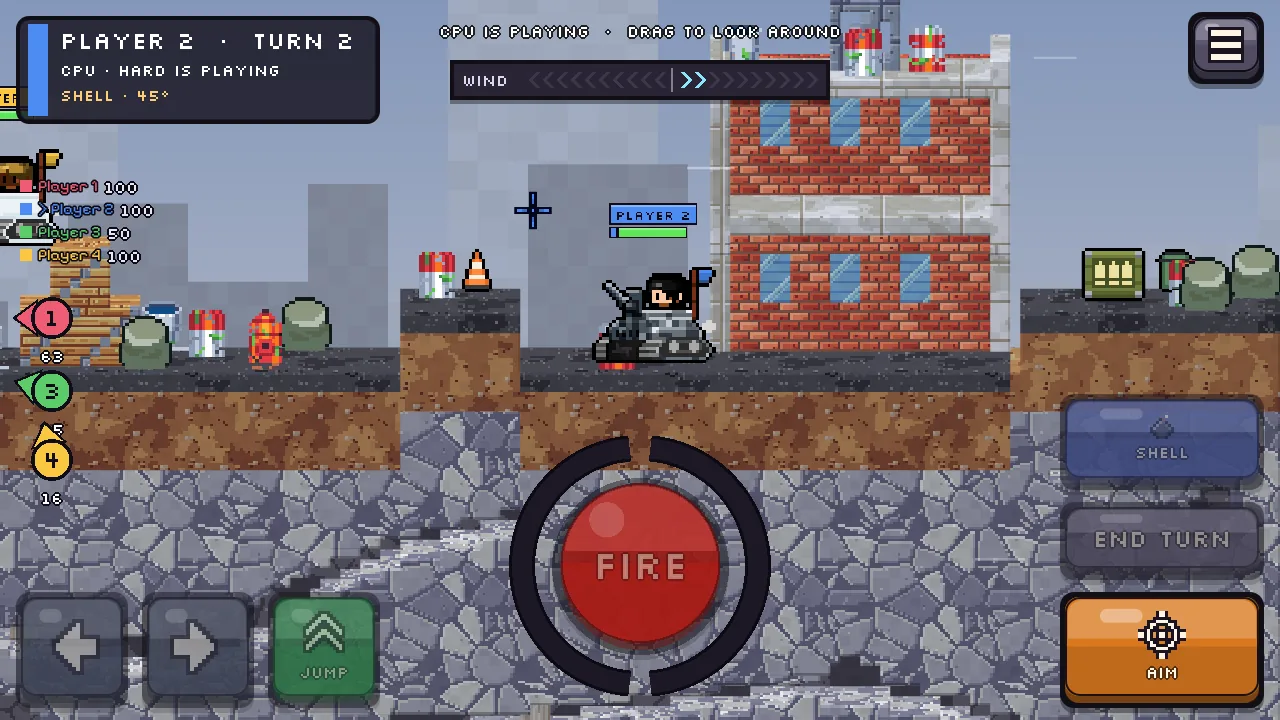 PLAYER 2 · TURN 2
CPU · HARD IS PLAYING
SHELL · 45°
CPU IS PLAYING · DRAG TO LOOK AROUND
WIND
Player 1 100
> Player 2 100
Player 3 50
Player 4 100
PLAYER 2
1
63
3
5
4
16
FIRE
SHELL
END TURN
AIM
JUMP